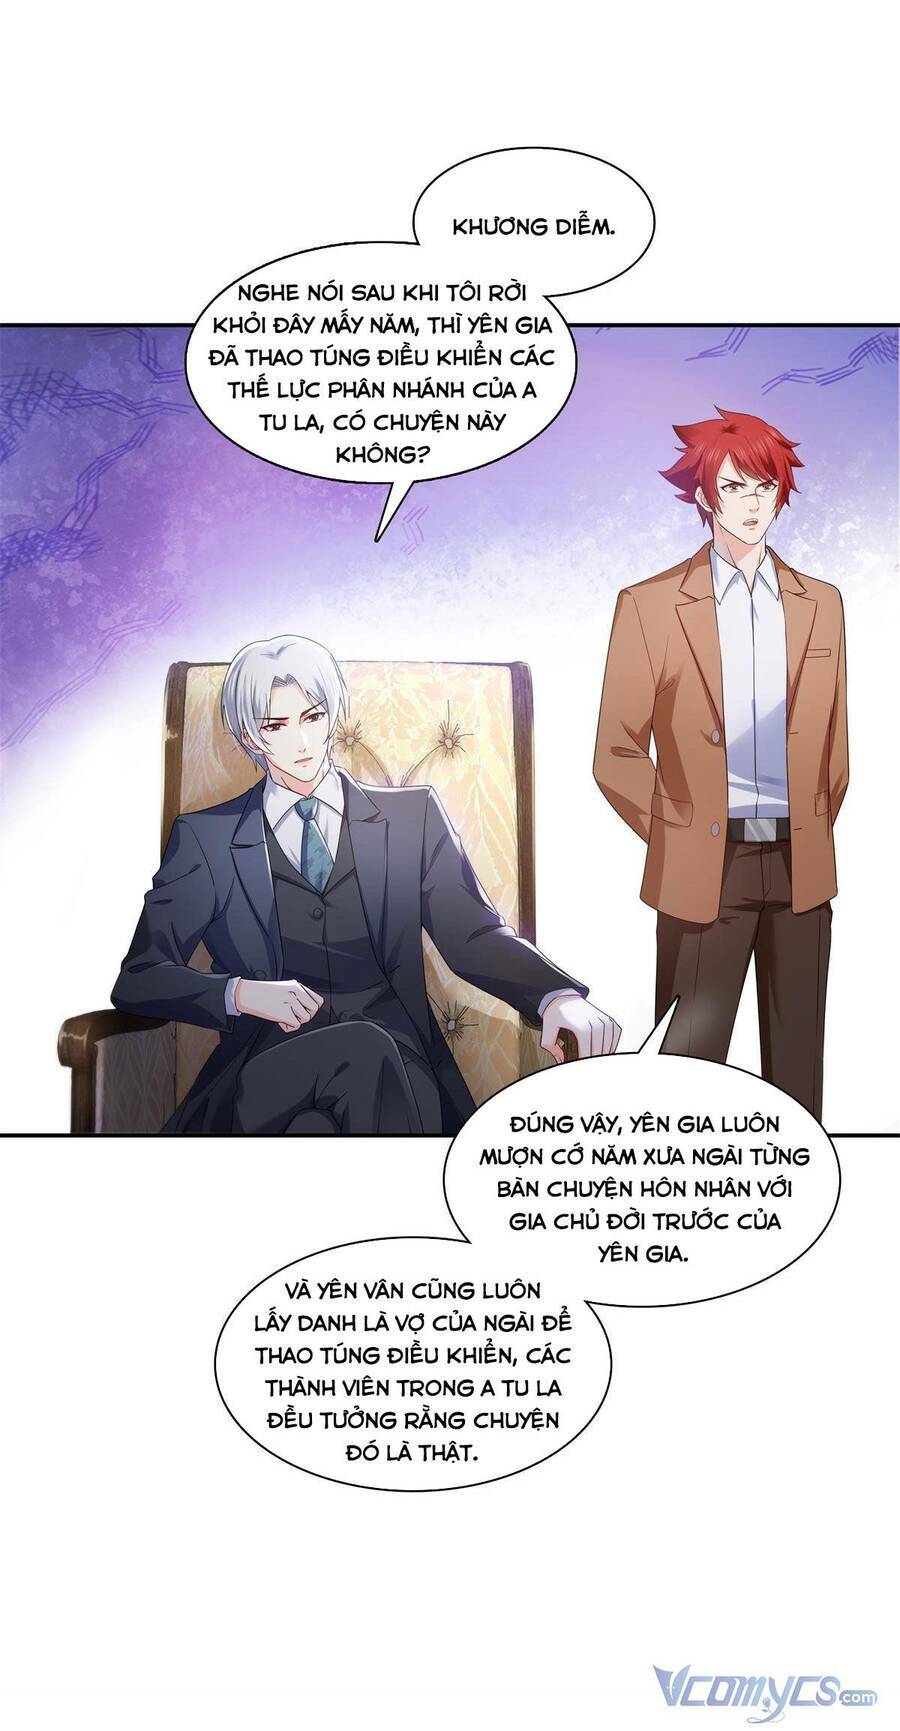 KHƯƠNG DIỄM.
NGHE NÓI SAU KHI TÔI RỜI
KHỎI ĐÂY MẤY NĂM, THÌ YÊN GIA
ĐÃ THAO TÚNG ĐIỀU KHIỂN CÁC
THẾ LỰC PHÂN NHÁNH CỦA A
TU LA, CÓ CHUYỆN NÀY
KHÔNG?
ĐÚNG VẬY, YÊN GIA LUÔN
MƯỢN CỚ NĂM XƯA NGÀI TỪNG
BÀN CHUYỆN HÔN NHÂN VỚI
GIA CHỦ ĐỜI TRƯỚC CỦA
YÊN GIA.
VÀ YÊN VÂN CŨNG LUÔN
LẤY DANH LÀ VỢ CỦA NGÀI ĐỂ
THAO TÚNG ĐIỀU KHIỂN, CÁC
THÀNH VIÊN TRONG A TU LA
ĐỀU TƯỞNG RẰNG CHUYỆN
ĐÓ LÀ THẬT.
VCOMYCS.com